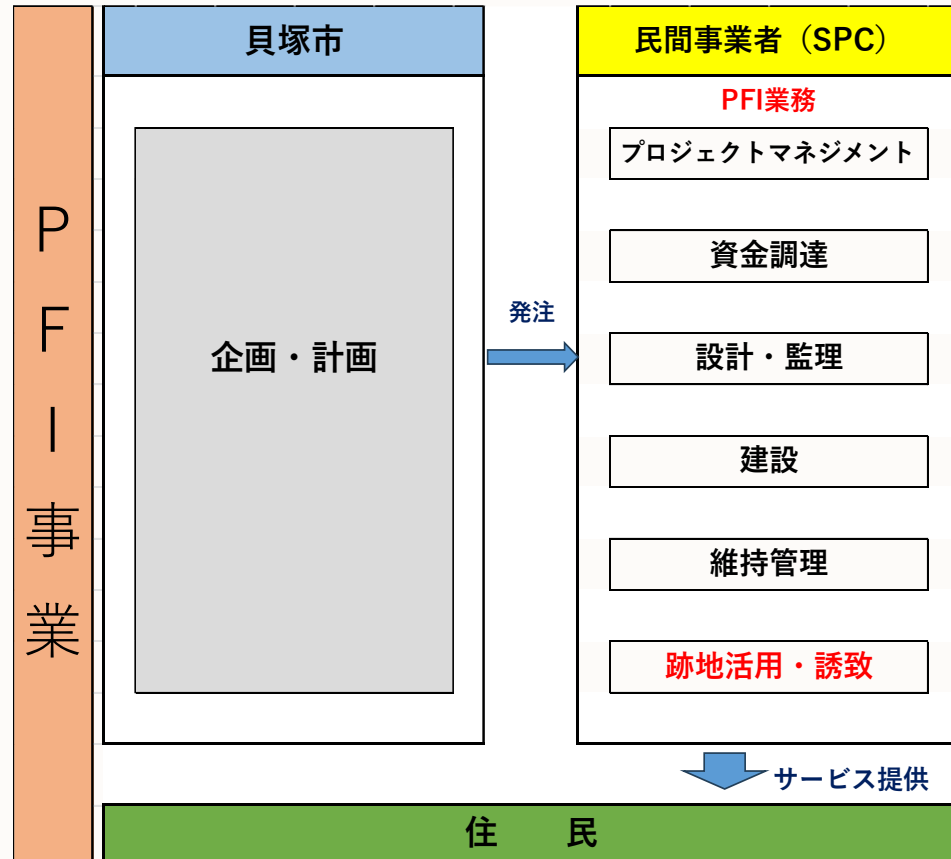 PFI事業
貝塚市
民間事業者（SPC）
PFI業務
プロジェクトマネジメント
資金調達
発注
企画・計画
設計・監理
建設
維持管理
跡地活用・誘致
サービス提供
住　民